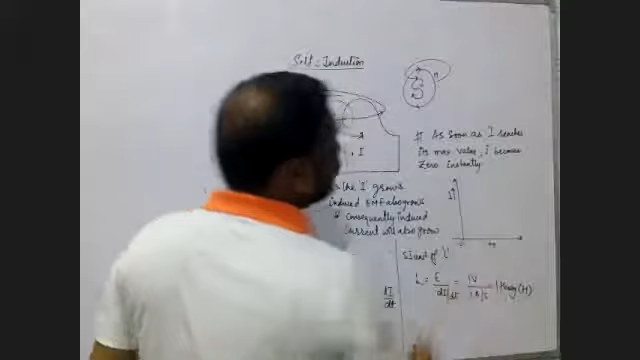 Self-Induction
I
# As soon as I reaches
its max value, i becomes
zero instantly
I grows
induced EMF also grows
Consequently induced
current will also grow
SI unit of L
L = E / dI/dt = 1V / 1A/s = 1 Henry (H)
dI/dt